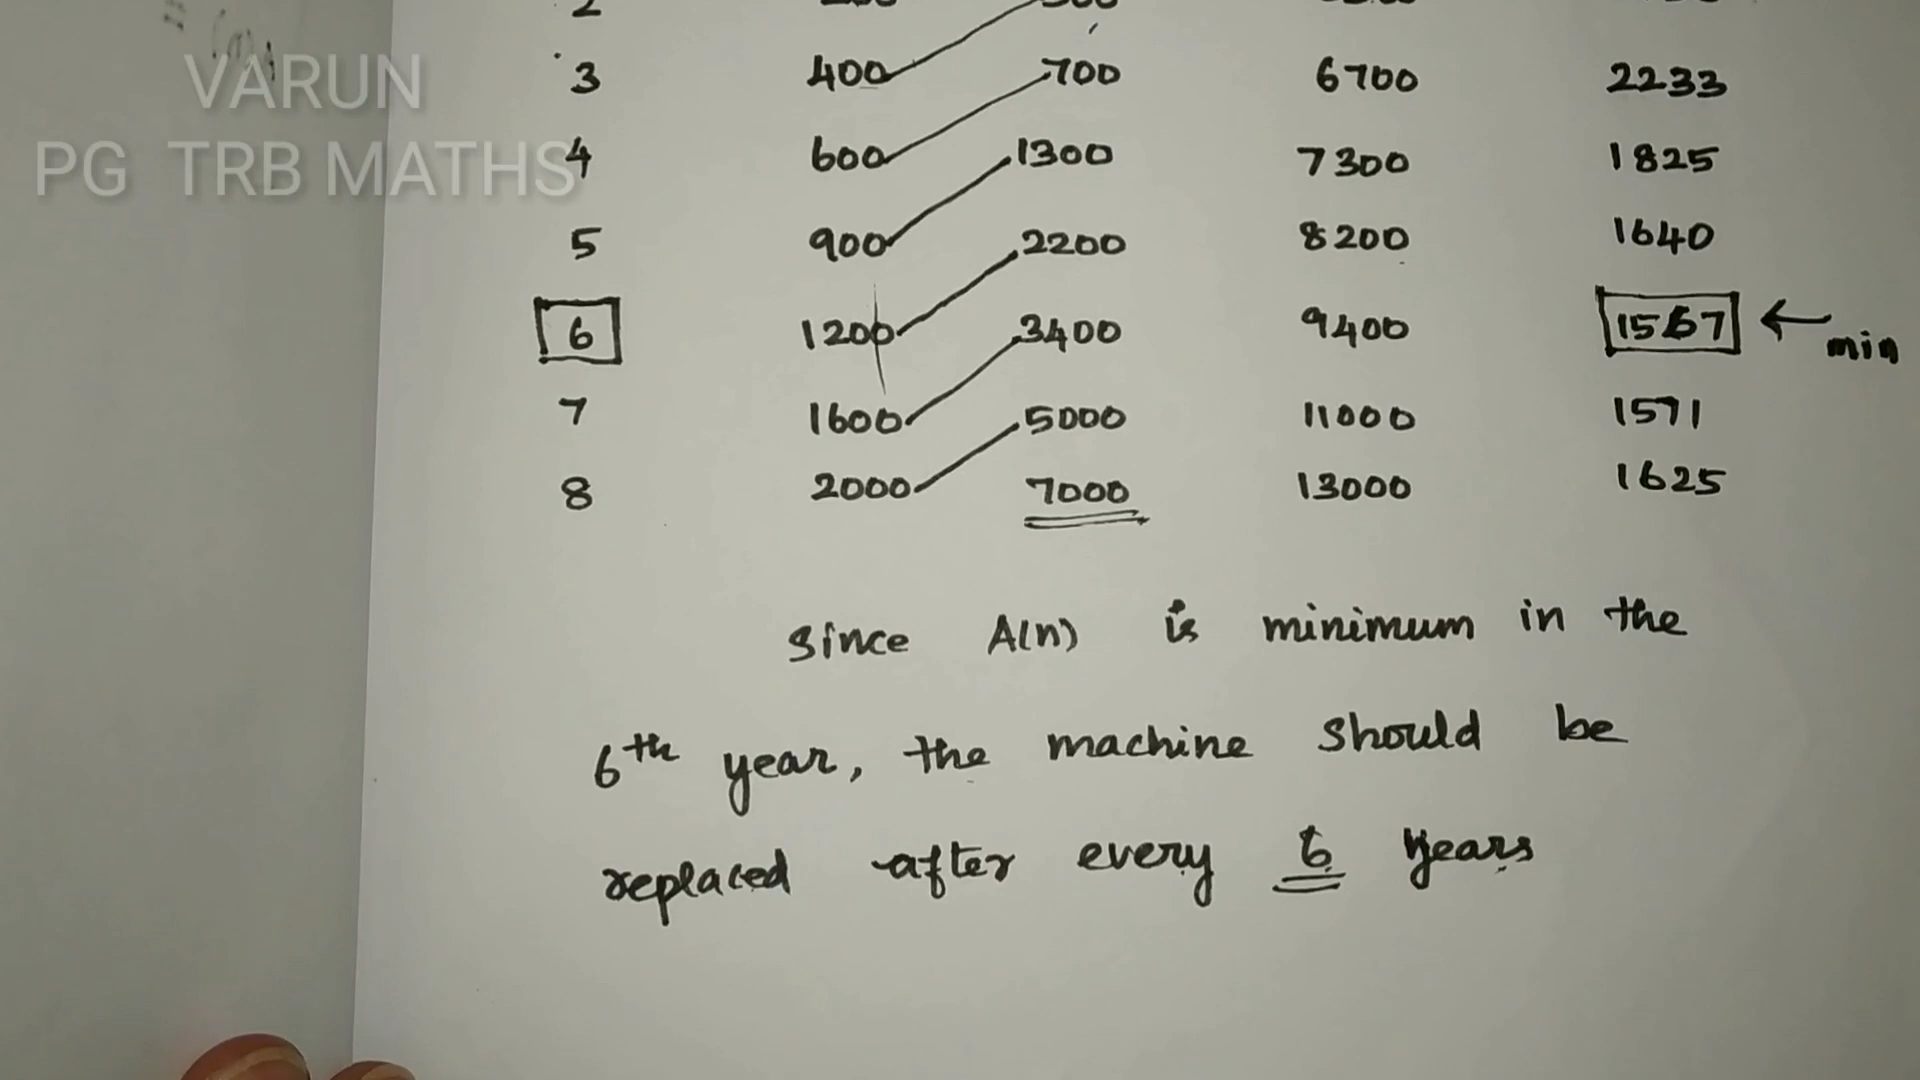 VARUN
PG TRB MATHS
2
3 400 700 6700 2233
4 600 1300 7300 1825
5 900 2200 8200 1640
6 1200 3400 9400 1567 ← min
7 1600 5000 11000 1571
8 2000 7000 13000 1625
Since A(n) is minimum in the
6th year, the machine should be
replaced after every 6 years